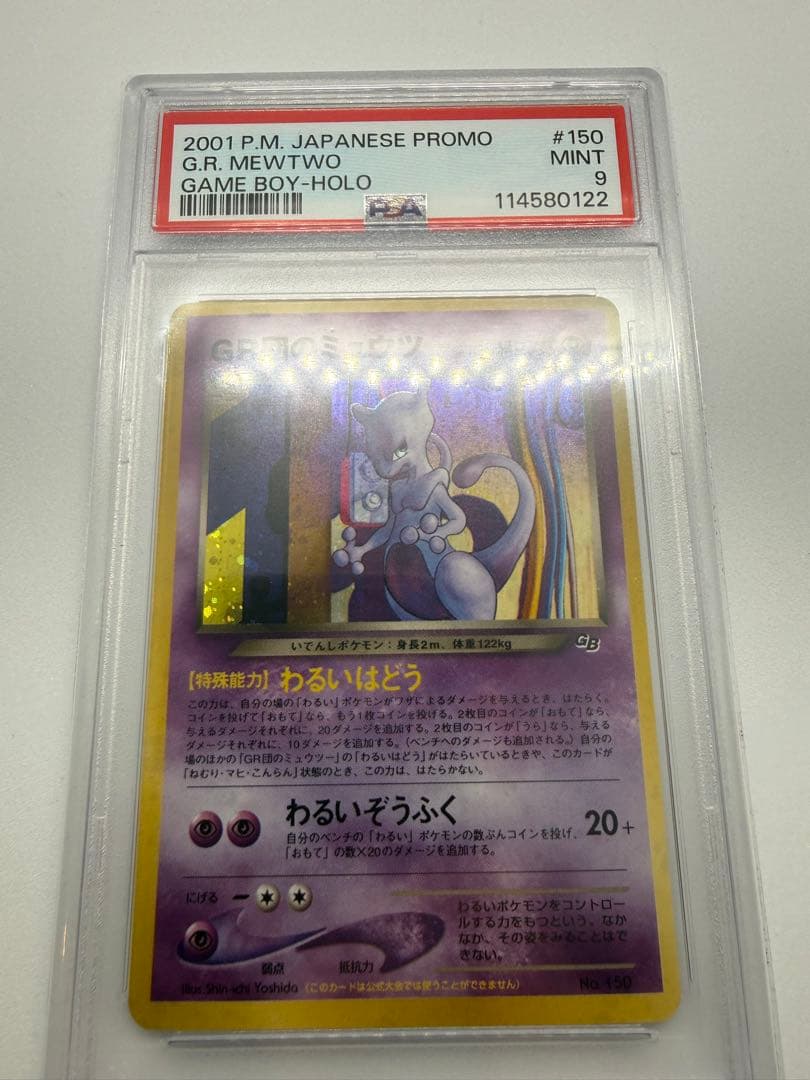 2001 P.M. JAPANESE PROMO #150
G.R. MEWTWO MINT
GAME BOY-HOLO 9
PSA 114580122
GR団のミュウツー
いでんしポケモン:身長2m、体重122kg
GB
【特殊能力】わるいはどう
この力は、自分の場の「わるい」ポケモンがワザによるダメージを与えるとき、はたらく。
コインを投げて「おもて」なら、もう1枚コインを投げる。2枚目のコインが「おもて」なら、
与えるダメージそれぞれに、20ダメージを追加する。2枚目のコインが「うら」なら、与える
ダメージそれぞれに、10ダメージを追加する。(ベンチへのダメージも追加される。)自分の
場のほかの「GR団のミュウツー」の「わるいはどう」がはたらいているときや、このカードが
「ねむり・マヒ・こんらん」状態のとき、この力は、はたらかない。
わるいぞうふく 20+
自分のベンチの「わるい」ポケモンの数ぶんコインを投げ、
「おもて」の数×20のダメージを追加する。
にげる
わるいポケモンをコントロー
ルする力をもつという、なか
なか、その姿をみることはで
きない。
弱点 抵抗力
Illus.Shin-ichi Yoshida (このカードは公式大会では使うことができません) No.150